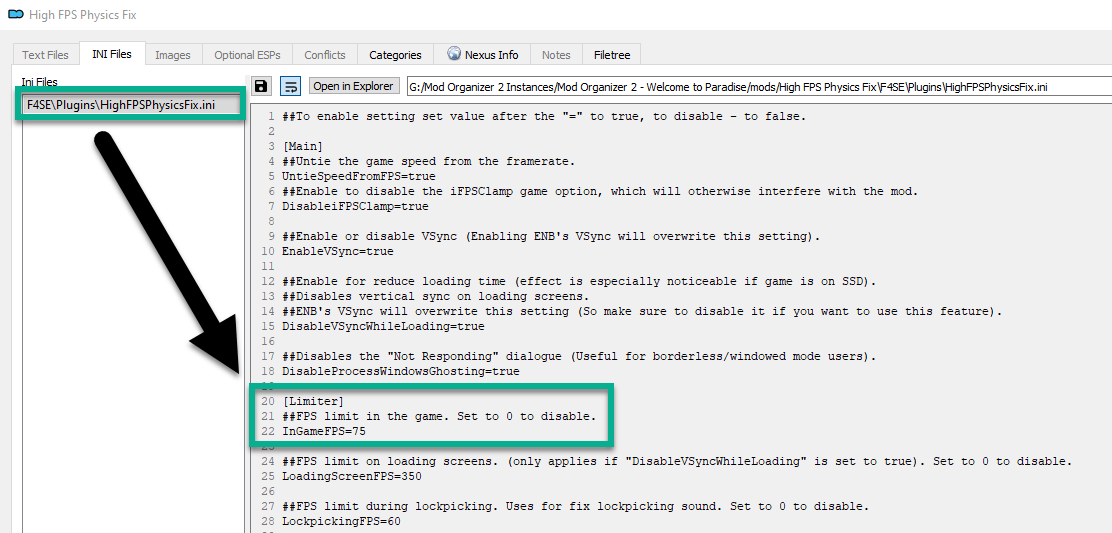 High FPS Physics Fix
Text Files INI Files Images Optional ESPs Conflicts Categories Nexus Info Notes Filetree
Ini Files
Open in Explorer G:/Mod Organizer 2 Instances/Mod Organizer 2 - Welcome to Paradise/mods/High FPS Physics Fix\F4SE\Plugins\HighFPSPhysicsFix.ini
F4SE\Plugins\HighFPSPhysicsFix.ini
1 ##To enable setting set value after the "=" to true, to disable - to false.
2
3 [Main]
4 ##Untie the game speed from the framerate.
5 UntieSpeedFromFPS=true
6 ##Enable to disable the iFPSClamp game option, which will otherwise interfere with the mod.
7 DisableiFPSClamp=true
8
9 ##Enable or disable VSync (Enabling ENB's VSync will overwrite this setting).
10 EnableVSync=true
11
12 ##Enable for reduce loading time (effect is especially noticeable if game is on SSD).
13 ##Disables vertical sync on loading screens.
14 ##ENB's VSync will overwrite this setting (So make sure to disable it if you want to use this feature).
15 DisableVSyncWhileLoading=true
16
17 ##Disables the "Not Responding" dialogue (Useful for borderless/windowed mode users).
18 DisableProcessWindowsGhosting=true
20 [Limiter]
21 ##FPS limit in the game. Set to 0 to disable.
22 InGameFPS=75
24 ##FPS limit on loading screens. (only applies if "DisableVSyncWhileLoading" is set to true). Set to 0 to disable.
25 LoadingScreenFPS=350
26
27 ##FPS limit during lockpicking. Uses for fix lockpicking sound. Set to 0 to disable.
28 LockpickingFPS=60